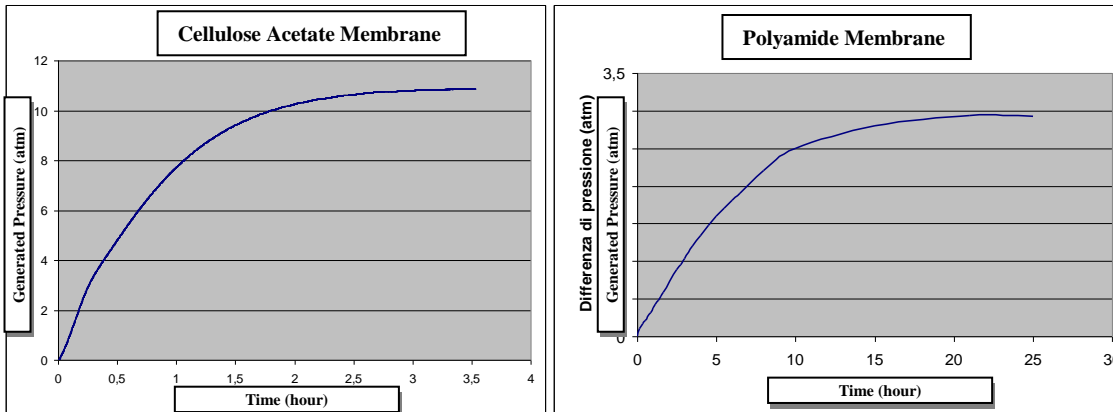 Cellulose Acetate Membrane
Generated Pressure (atm)
12
10
8
6
4
2
0
0 0,5 1 1,5 2 2,5 3 3,5 4
Time (hour)
Polyamide Membrane
Differenza di pressione (atm)
Generated Pressure (atm)
3,5
0
0 5 10 15 20 25 30
Time (hour)